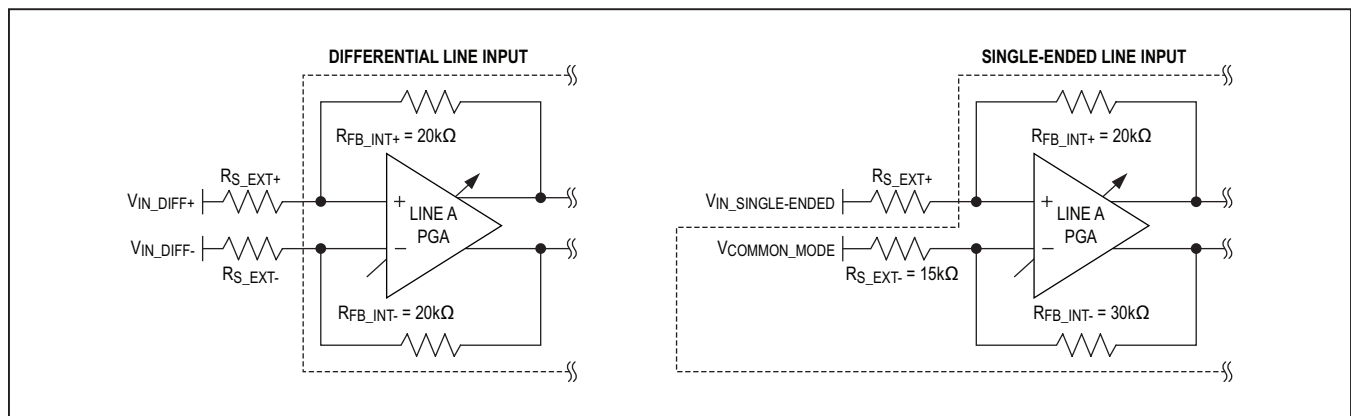 DIFFERENTIAL LINE INPUT
RFB_INT+ = 20kΩ
RS_EXT+
VIN_DIFF+
+
LINE A
PGA
VIN_DIFF-
−
RS_EXT-
RFB_INT- = 20kΩ
SINGLE-ENDED LINE INPUT
RFB_INT+ = 20kΩ
RS_EXT+
VIN_SINGLE-ENDED
+
LINE A
PGA
VCOMMON_MODE
−
RS_EXT- = 15kΩ
RFB_INT- = 30kΩ